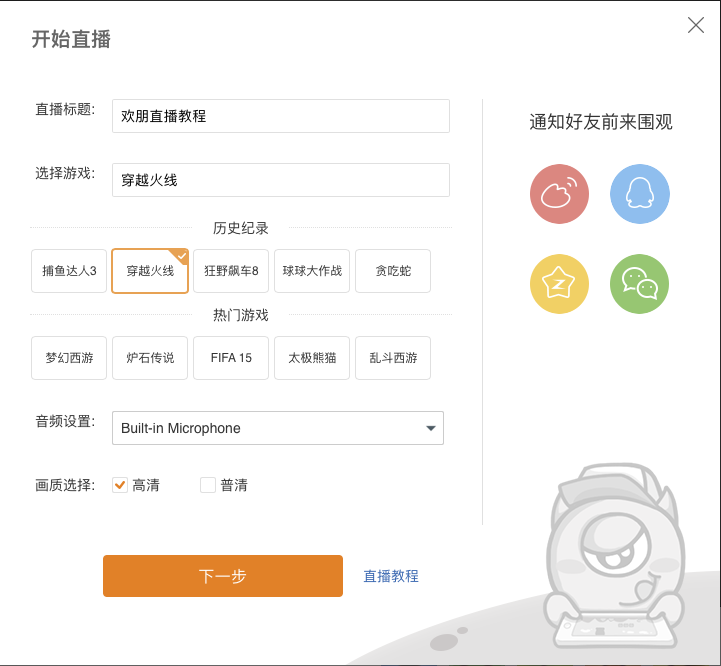 开始直播
直播标题:
欢朋直播教程
选择游戏:
穿越火线
历史纪录
捕鱼达人3 穿越火线 狂野飙车8 球球大作战 贪吃蛇
热门游戏
梦幻西游 炉石传说 FIFA 15 太极熊猫 乱斗西游
音频设置:
Built-in Microphone
画质选择: 高清 普清
下一步 直播教程
通知好友前来围观